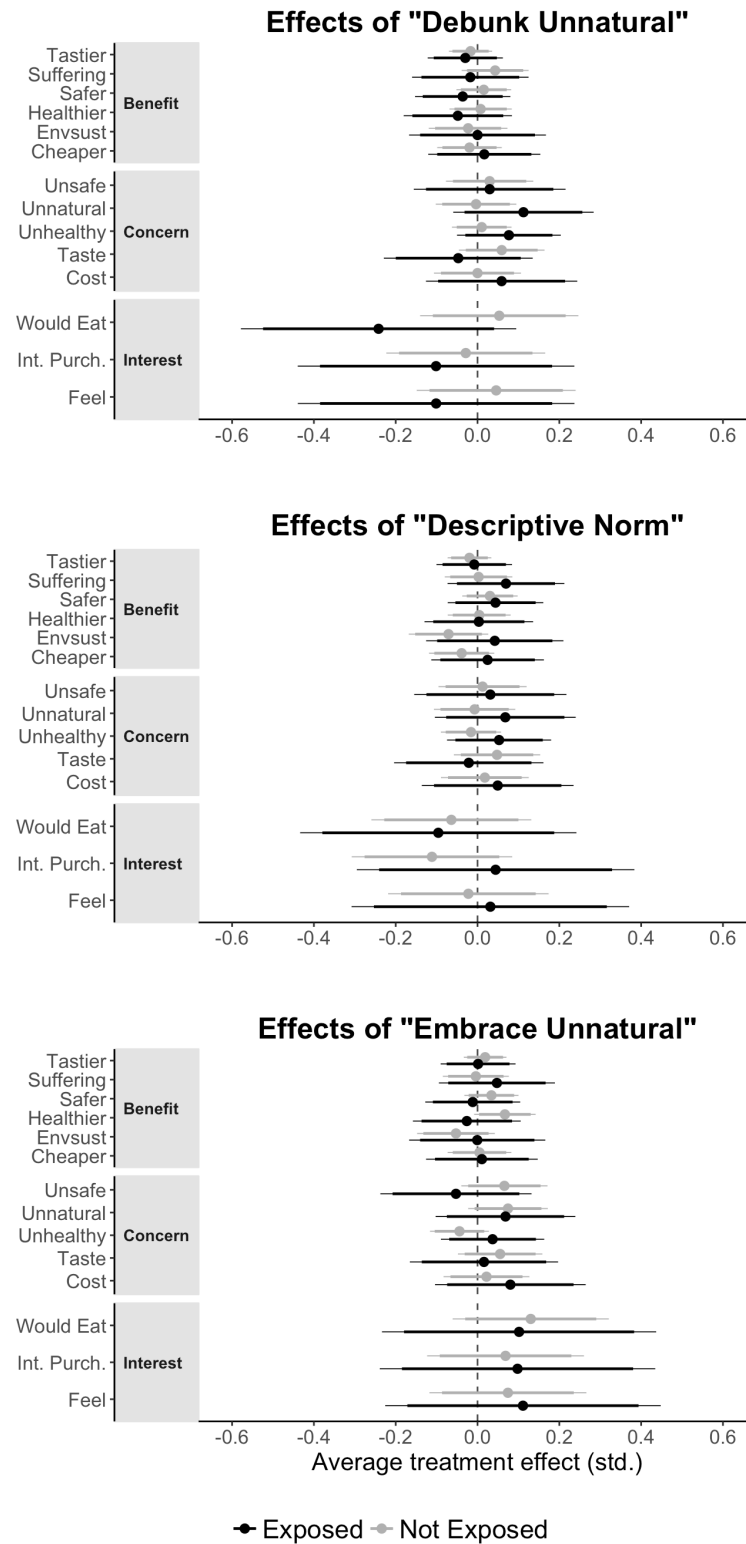 Effects of "Debunk Unnatural"
Tastier
Suffering
Safer
Healthier
Envsust
Cheaper
Benefit
Unsafe
Unnatural
Unhealthy
Taste
Cost
Concern
Would Eat
Int. Purch.
Feel
Interest
-0.6 -0.4 -0.2 0.0 0.2 0.4 0.6
Effects of "Descriptive Norm"
Tastier
Suffering
Safer
Healthier
Envsust
Cheaper
Benefit
Unsafe
Unnatural
Unhealthy
Taste
Cost
Concern
Would Eat
Int. Purch.
Feel
Interest
-0.6 -0.4 -0.2 0.0 0.2 0.4 0.6
Effects of "Embrace Unnatural"
Tastier
Suffering
Safer
Healthier
Envsust
Cheaper
Benefit
Unsafe
Unnatural
Unhealthy
Taste
Cost
Concern
Would Eat
Int. Purch.
Feel
Interest
-0.6 -0.4 -0.2 0.0 0.2 0.4 0.6
Average treatment effect (std.)
Exposed Not Exposed